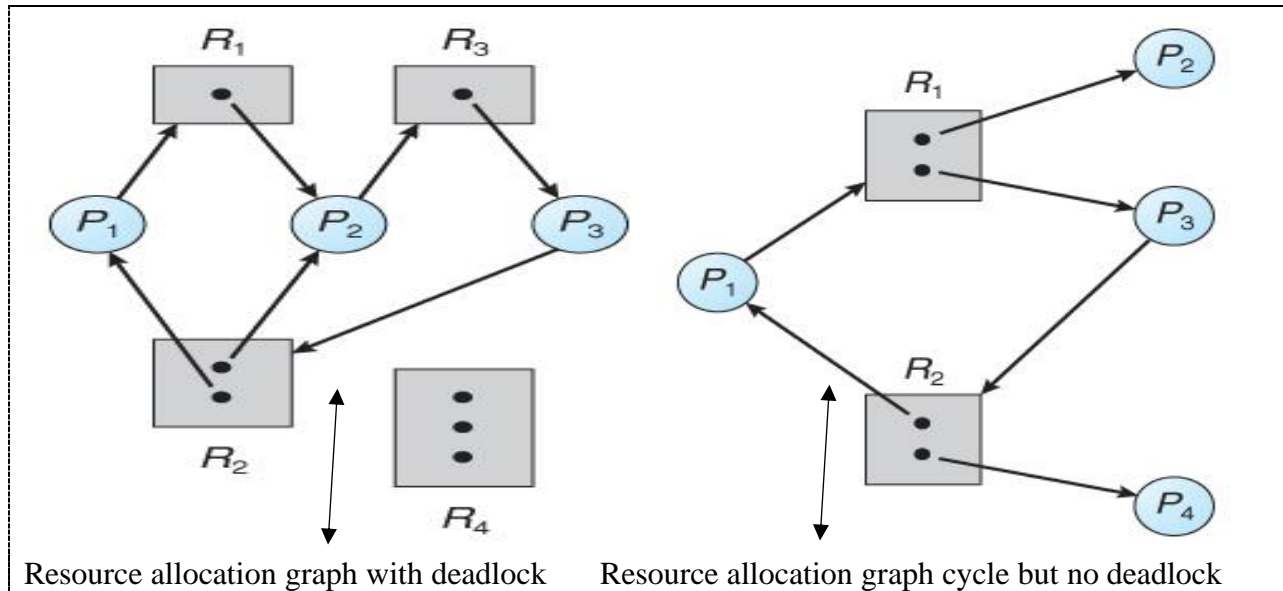 R1
R3
P1
P2
P3
R2
R4
Resource allocation graph with deadlock
P2
R1
P3
P1
R2
P4
Resource allocation graph cycle but no deadlock